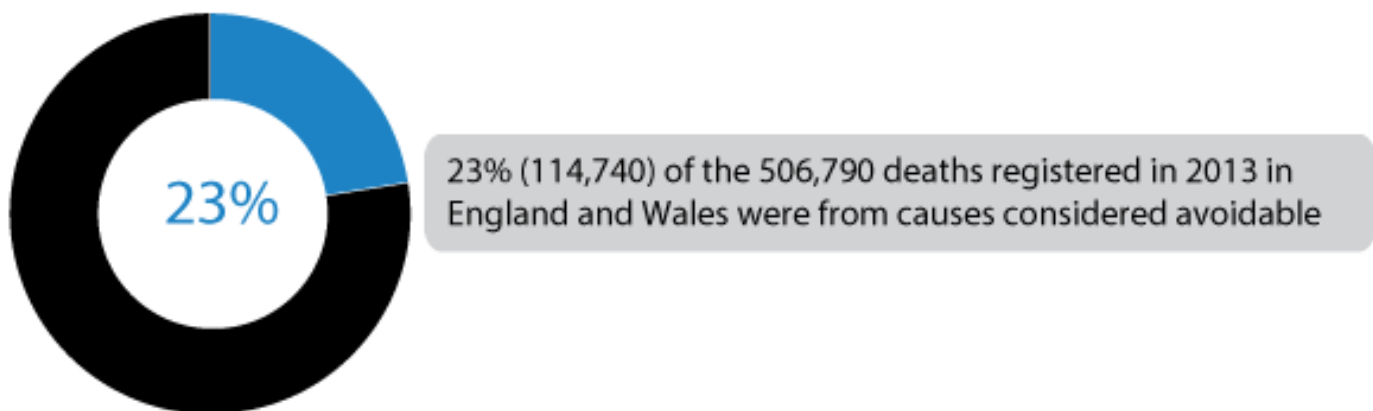 23%
23% (114,740) of the 506,790 deaths registered in 2013 in
England and Wales were from causes considered avoidable